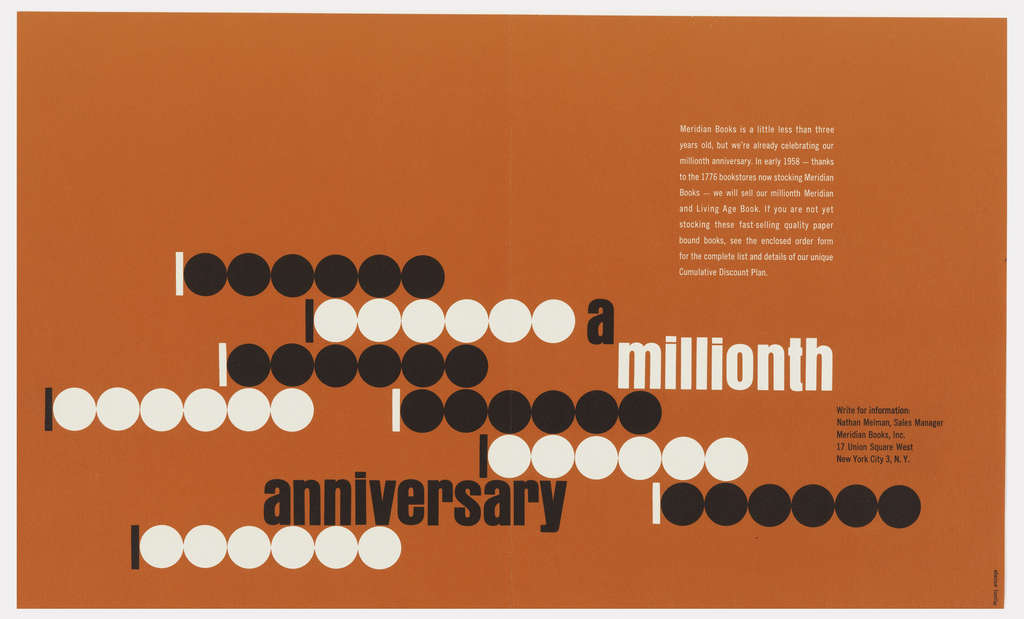 Meridian Books is a little less than three
years old, but we're already celebrating our
millionth anniversary. In early 1958 — thanks
to the 1776 bookstores now stocking Meridian
Books — we will sell our millionth Meridian
and Living Age Book. If you are not yet
stocking these fast-selling quality paper
bound books, see the enclosed order form
for the complete list and details of our unique
Cumulative Discount Plan.
a
millionth
anniversary
Write for information:
Nathan Melman, Sales Manager
Meridian Books, Inc.
17 Union Square West
New York City 3, N. Y.